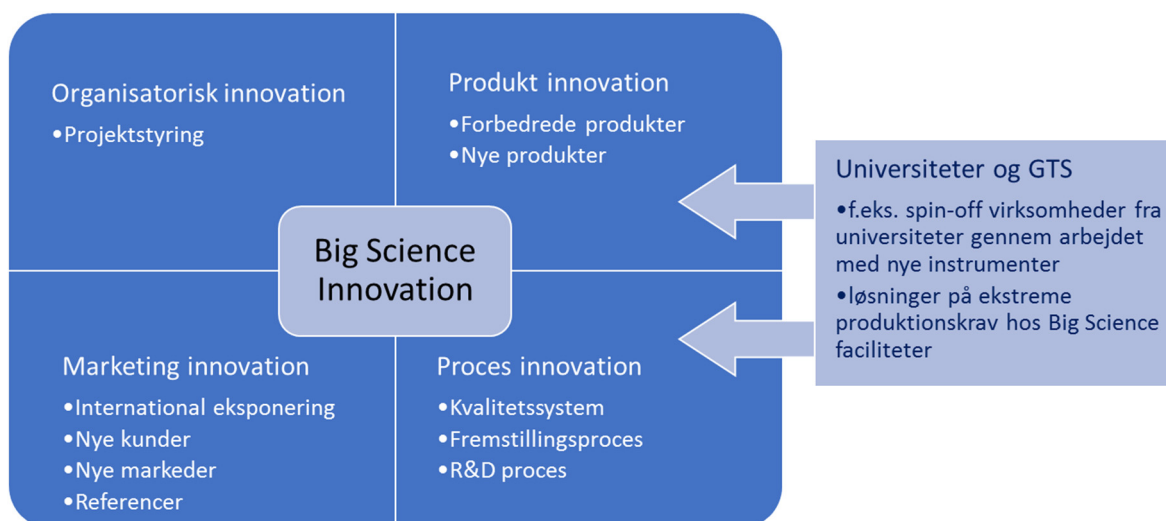 Organisatorisk innovation
•Projektstyring
Produkt innovation
•Forbedrede produkter
•Nye produkter
Big Science
Innovation
Marketing innovation
•International eksponering
•Nye kunder
•Nye markeder
•Referencer
Proces innovation
•Kvalitetssystem
•Fremstillingsproces
•R&D proces
Universiteter og GTS
•f.eks. spin-off virksomheder fra
universiteter gennem arbejdet
med nye instrumenter
•løsninger på ekstreme
produktionskrav hos Big Science
faciliteter